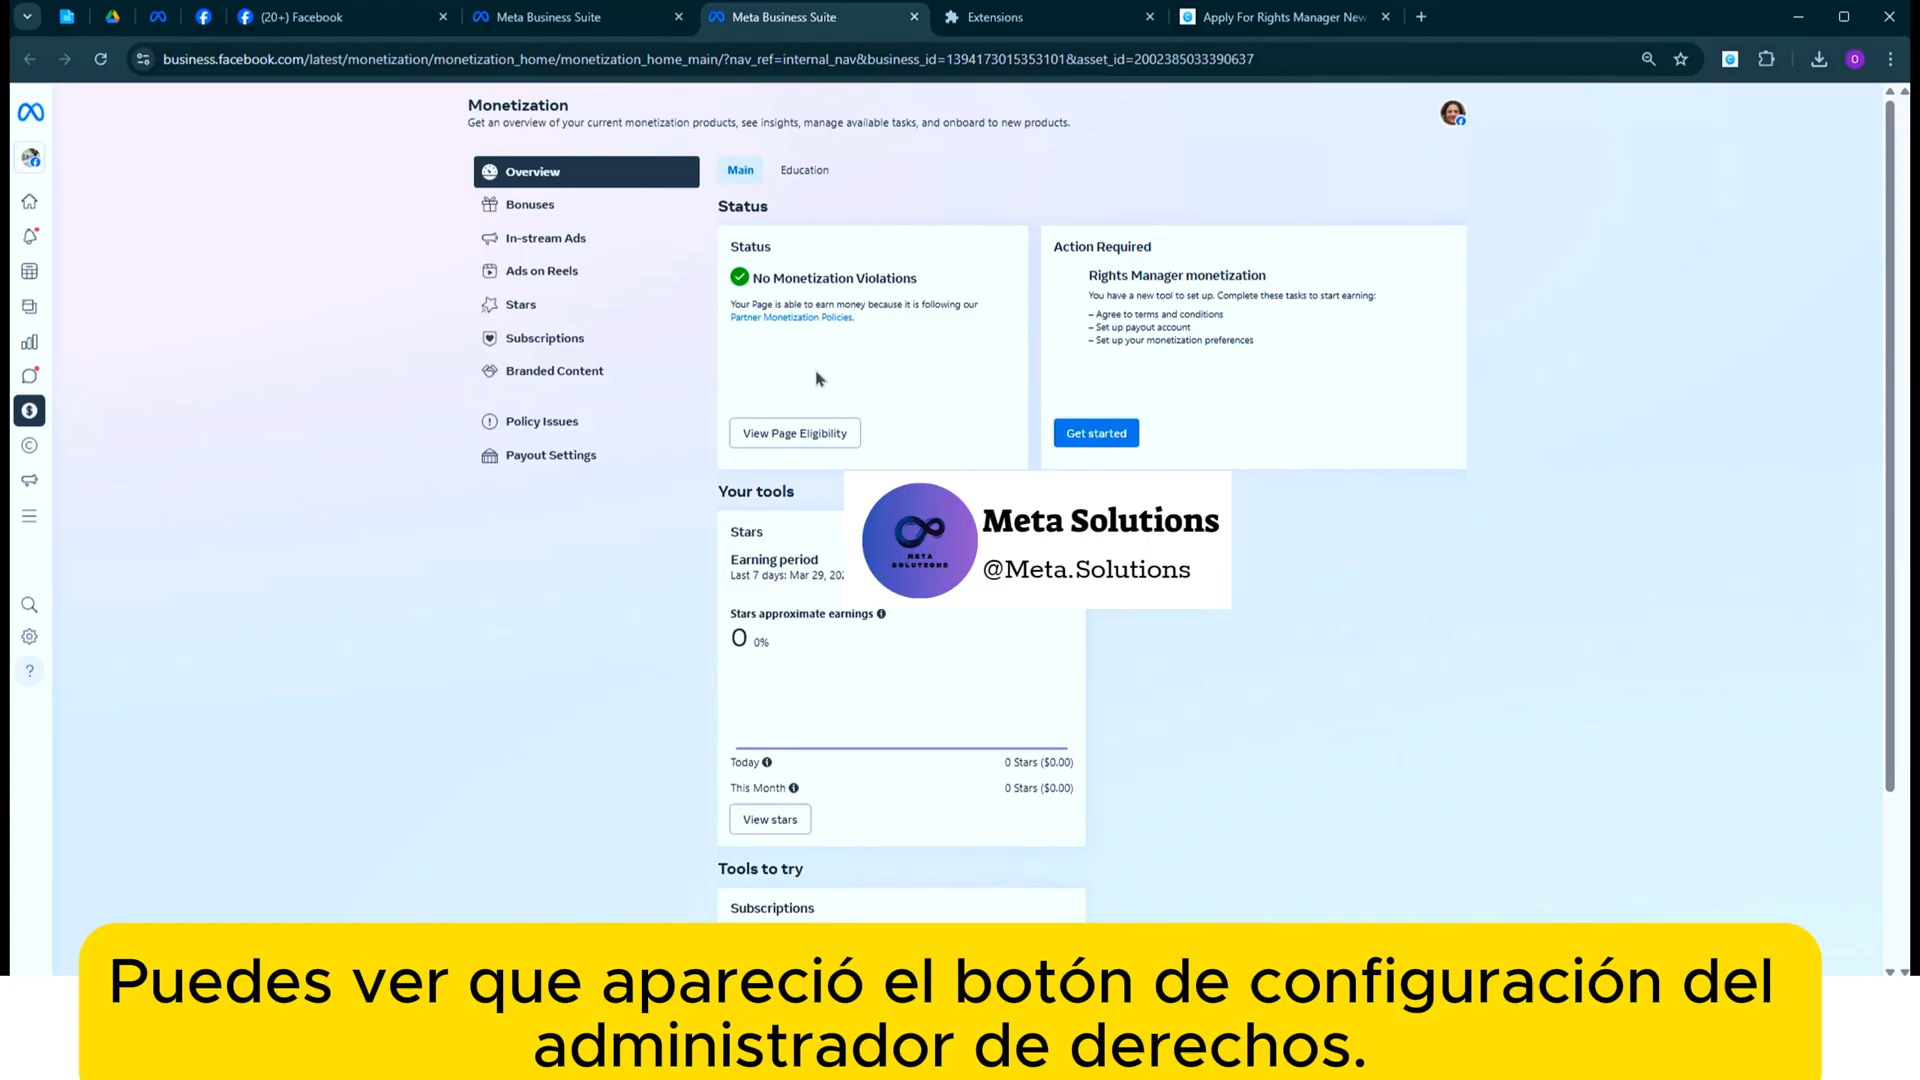 (20+) Facebook
Meta Business Suite
Meta Business Suite
Extensions
Apply For Rights Manager New
business.facebook.com/latest/monetization/monetization_home/monetization_home_main/?nav_ref=internal_nav&business_id=1394173015353101&asset_id=2002385033390637
O
Monetization
Get an overview of your current monetization products, see insights, manage available tasks, and onboard to new products.
Overview
Bonuses
In-stream Ads
Ads on Reels
Stars
Subscriptions
Branded Content
Policy Issues
Payout Settings
Main
Education
Status
Status
No Monetization Violations
Your Page is able to earn money because it is following our
Partner Monetization Policies.
View Page Eligibility
Action Required
Rights Manager monetization
You have a new tool to set up. Complete these tasks to start earning:
– Agree to terms and conditions
– Set up payout account
– Set up your monetization preferences
Get started
Your tools
Stars
Earning period
Last 7 days: Mar 29, 202
META
SOLUTIONS
Meta Solutions
@Meta.Solutions
Stars approximate earnings
0 0%
Today 0 Stars ($0.00)
This Month 0 Stars ($0.00)
View stars
Tools to try
Subscriptions
Puedes ver que apareció el botón de configuración del
administrador de derechos.